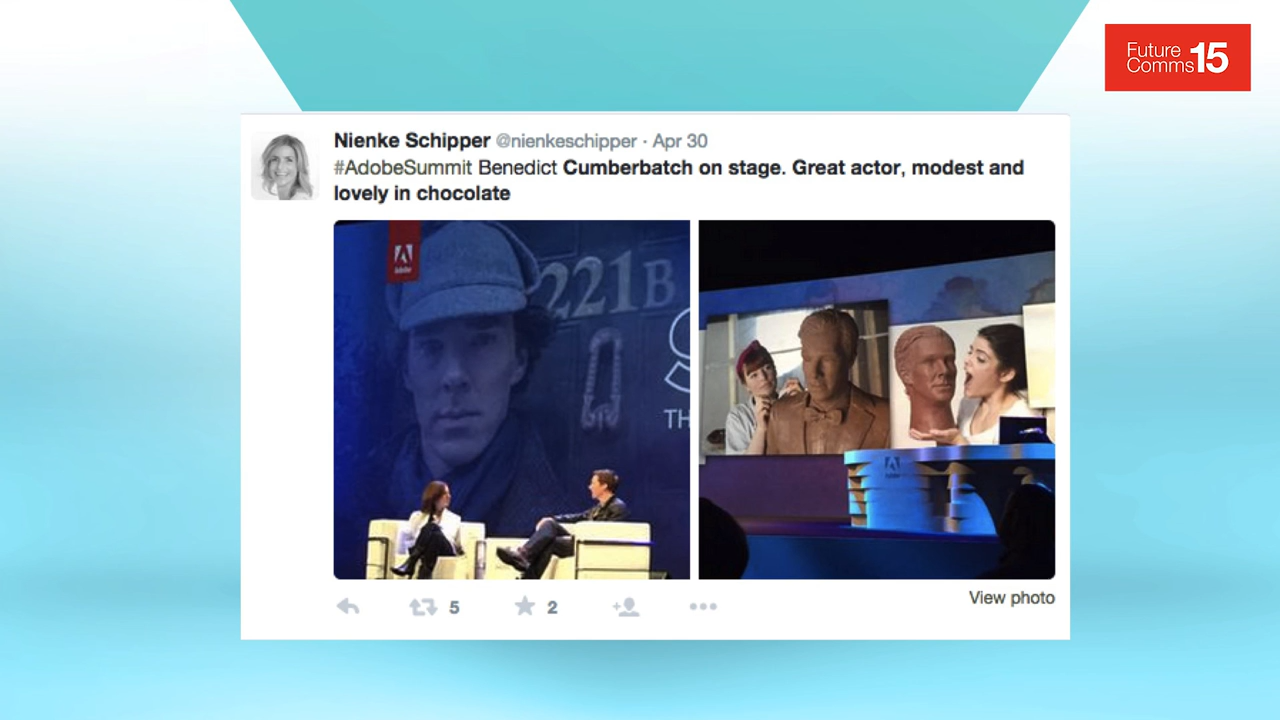 Future
Comms15
Nienke Schipper @nienkeschipper · Apr 30
#AdobeSummit Benedict Cumberbatch on stage. Great actor, modest and
lovely in chocolate
Adobe
221B
S
TH
5
2
View photo